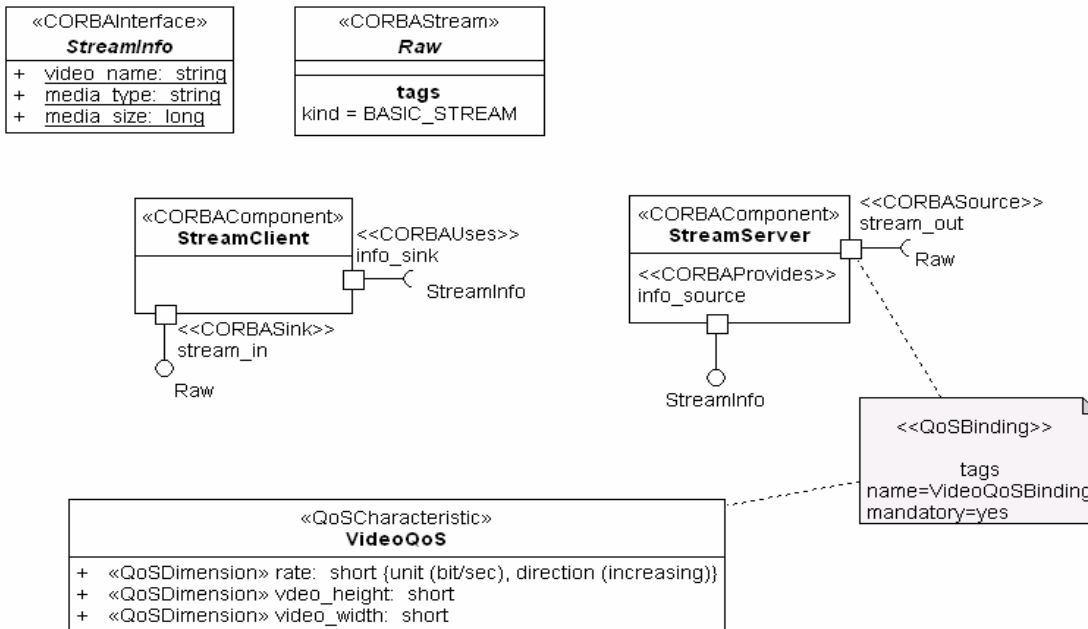 «CORBAInterface»
StreamInfo
+ video_name: string
+ media_type: string
+ media_size: long
«CORBAStream»
Raw
tags
kind = BASIC_STREAM
«CORBAComponent»
StreamClient
<<CORBAUses>>
info_sink
StreamInfo
<<CORBASink>>
stream_in
Raw
«CORBAComponent»
StreamServer
<<CORBAProvides>>
info_source
StreamInfo
<<CORBASource>>
stream_out
Raw
<<QoSBinding>>
tags
name=VideoQoSBinding
mandatory=yes
«QoSCharacteristic»
VideoQoS
+ «QoSDimension» rate: short {unit (bit/sec), direction (increasing)}
+ «QoSDimension» vdeo_height: short
+ «QoSDimension» video_width: short